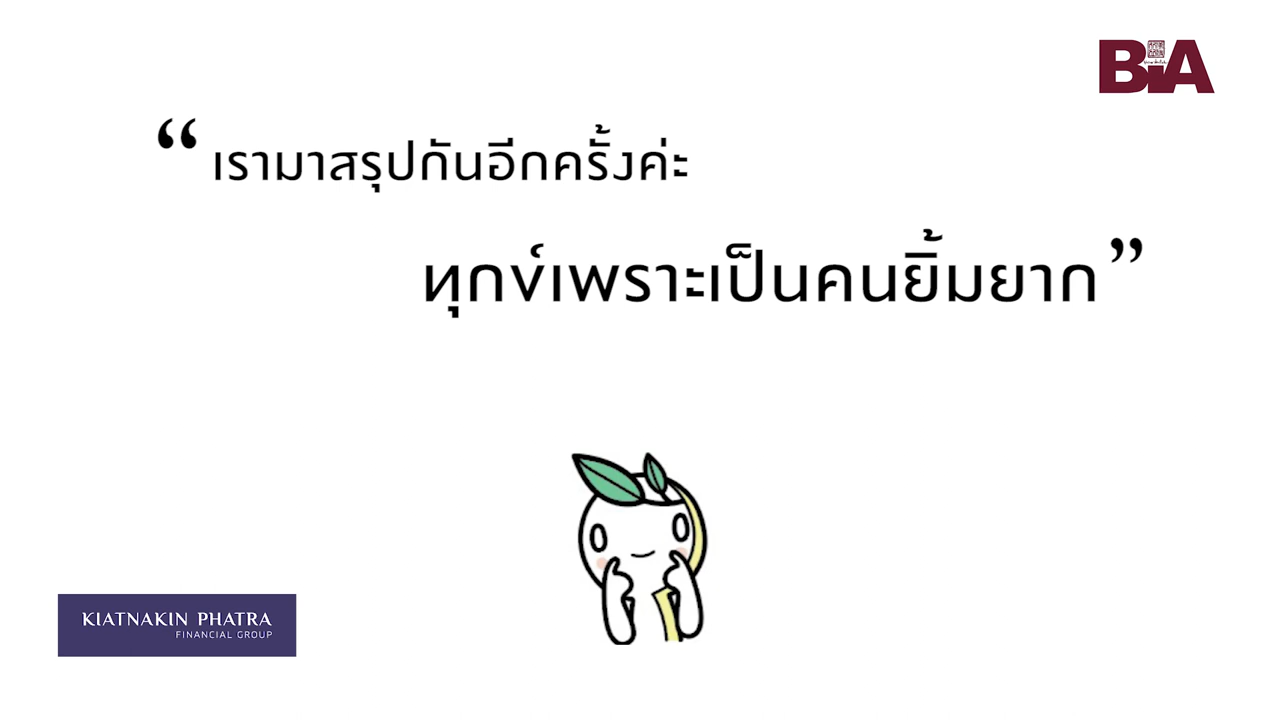 BiA
“ เรามาสรุปกันอีกครั้งค่ะ
ทุกข์เพราะเป็นคนยิ้มยาก ”
KIATNAKIN PHATRA
FINANCIAL GROUP